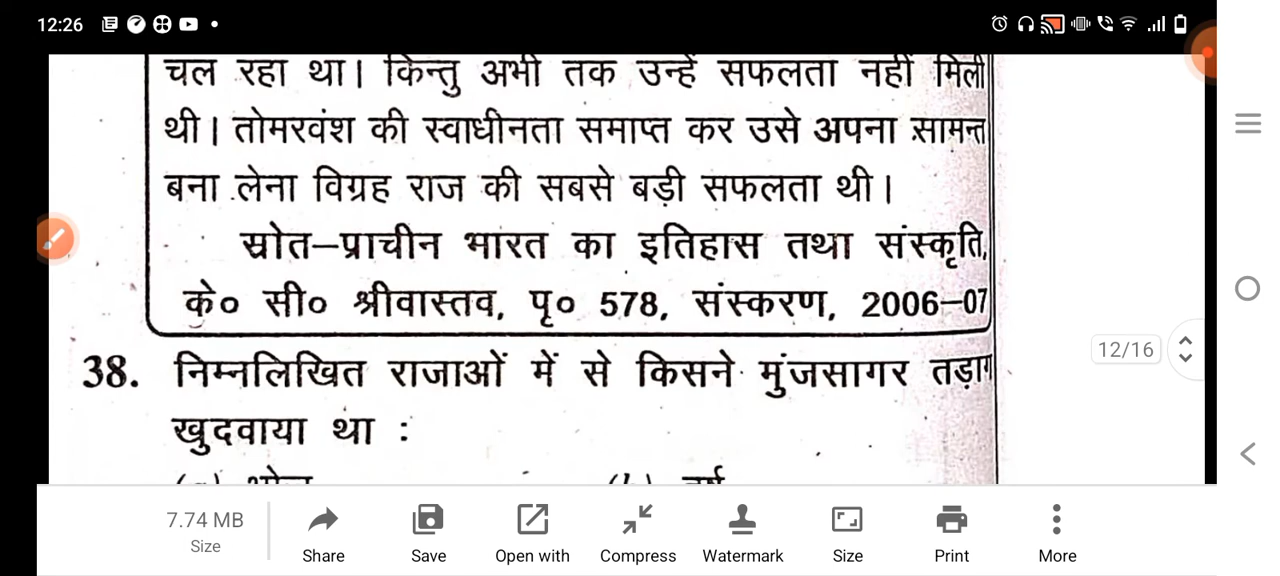 12:26
चल रहा था। किन्तु अभी तक उन्हें सफलता नहीं मिली
थी। तोमरवंश की स्वाधीनता समाप्त कर उसे अपना सामन्त
बना लेना विग्रह राज की सबसे बड़ी सफलता थी।
स्रोत–प्राचीन भारत का इतिहास तथा संस्कृति,
के० सी० श्रीवास्तव, पृ० 578, संस्करण, 2006–07
12/16
38. निम्नलिखित राजाओं में से किसने मुंजसागर तड़ाग
खुदवाया था :
7.74 MB
Size
Share
Save
Open with
Compress
Watermark
Size
Print
More